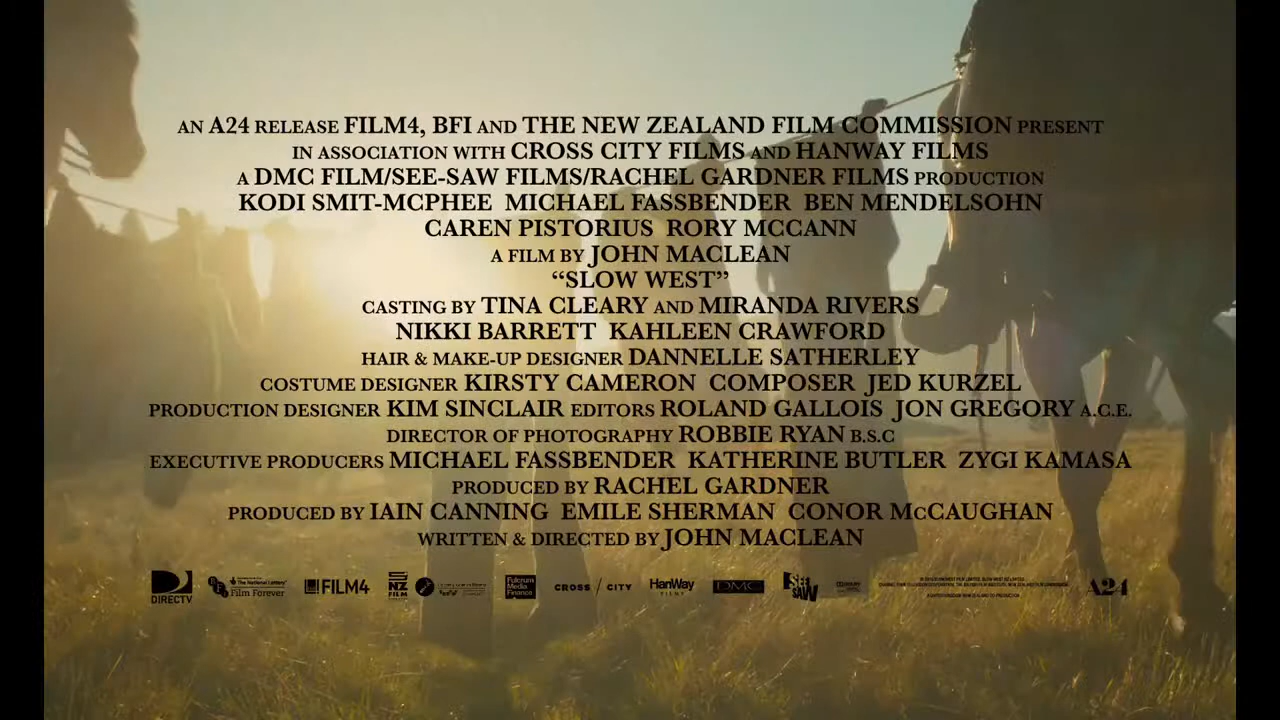 AN A24 RELEASE FILM4, BFI AND THE NEW ZEALAND FILM COMMISSION PRESENT
IN ASSOCIATION WITH CROSS CITY FILMS AND HANWAY FILMS
A DMC FILM/SEE-SAW FILMS/RACHEL GARDNER FILMS PRODUCTION
KODI SMIT-MCPHEE MICHAEL FASSBENDER BEN MENDELSOHN
CAREN PISTORIUS RORY MCCANN
A FILM BY JOHN MACLEAN
“SLOW WEST”
CASTING BY TINA CLEARY AND MIRANDA RIVERS
NIKKI BARRETT KAHLEEN CRAWFORD
HAIR & MAKE-UP DESIGNER DANNELLE SATHERLEY
COSTUME DESIGNER KIRSTY CAMERON COMPOSER JED KURZEL
PRODUCTION DESIGNER KIM SINCLAIR EDITORS ROLAND GALLOIS JON GREGORY A.C.E.
DIRECTOR OF PHOTOGRAPHY ROBBIE RYAN B.S.C
EXECUTIVE PRODUCERS MICHAEL FASSBENDER KATHERINE BUTLER ZYGI KAMASA
PRODUCED BY RACHEL GARDNER
PRODUCED BY IAIN CANNING EMILE SHERMAN CONOR McCAUGHAN
WRITTEN & DIRECTED BY JOHN MACLEAN
DIRECTV
Film Forever
FILM4
NZ FILM
Fulcrum Media Finance
CROSS / CITY
HanWay FILMS
DMC
SEE SAW
A24